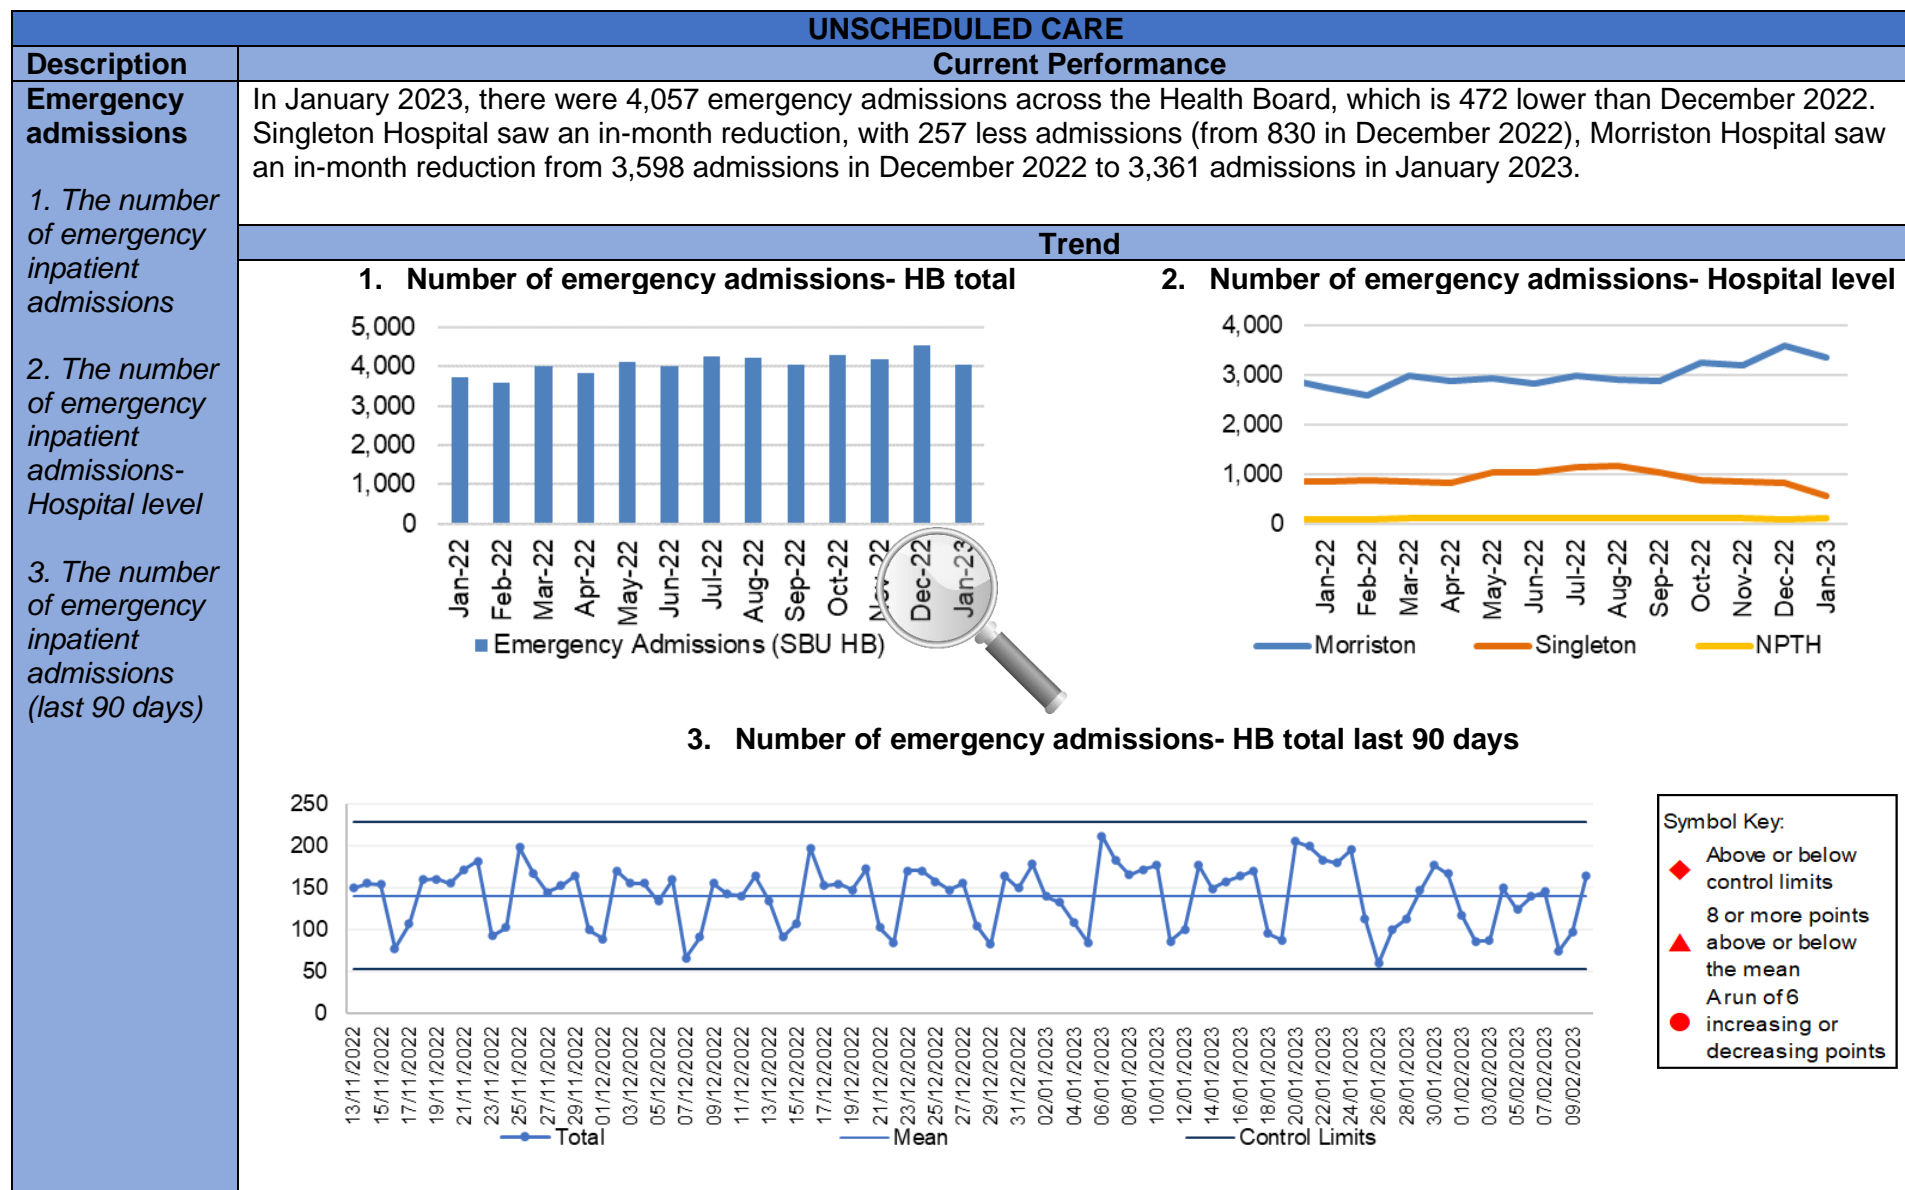 UNSCHEDULED CARE
Description
Current Performance
Emergency
admissions
1. The number
of emergency
inpatient
admissions
2. The number
of emergency
inpatient
admissions-
Hospital level
3. The number
of emergency
inpatient
admissions
(last 90 days)
In January 2023, there were 4,057 emergency admissions across the Health Board, which is 472 lower than December 2022.
Singleton Hospital saw an in-month reduction, with 257 less admissions (from 830 in December 2022), Morriston Hospital saw
an in-month reduction from 3,598 admissions in December 2022 to 3,361 admissions in January 2023.
Trend
1. Number of emergency admissions- HB total
5,000
4,000
3,000
2,000
1,000
0
Jan-22
Feb-22
Mar-22
Apr-22
May-22
Jun-22
Jul-22
Aug-22
Sep-22
Oct-22
Nov-22
Dec-22
Jan-23
Emergency Admissions (SBU HB)
2. Number of emergency admissions- Hospital level
4,000
3,000
2,000
1,000
0
Jan-22
Feb-22
Mar-22
Apr-22
May-22
Jun-22
Jul-22
Aug-22
Sep-22
Oct-22
Nov-22
Dec-22
Jan-23
Morriston
Singleton
NPTH
3. Number of emergency admissions- HB total last 90 days
250
200
150
100
50
0
13/11/2022
15/11/2022
17/11/2022
19/11/2022
21/11/2022
23/11/2022
25/11/2022
27/11/2022
29/11/2022
01/12/2022
03/12/2022
05/12/2022
07/12/2022
09/12/2022
11/12/2022
13/12/2022
15/12/2022
17/12/2022
19/12/2022
21/12/2022
23/12/2022
25/12/2022
27/12/2022
29/12/2022
31/12/2022
02/01/2023
04/01/2023
06/01/2023
08/01/2023
10/01/2023
12/01/2023
14/01/2023
16/01/2023
18/01/2023
20/01/2023
22/01/2023
24/01/2023
26/01/2023
28/01/2023
30/01/2023
01/02/2023
03/02/2023
05/02/2023
07/02/2023
09/02/2023
Total
Mean
Control Limits
Symbol Key:
Above or below
control limits
8 or more points
above or below
the mean
A run of 6
increasing or
decreasing points